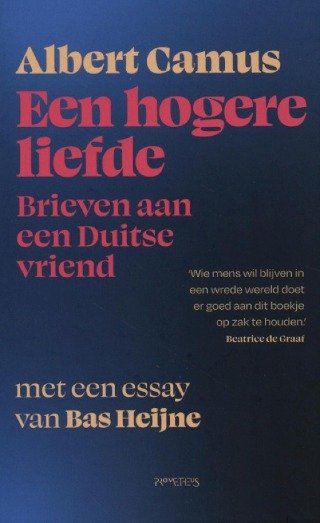 Albert Camus
Een hogere
liefde
Brieven aan
een Duitse
vriend
‘Wie mens wil blijven in
een wrede wereld doet
er goed aan dit boekje
op zak te houden.’
Beatrice de Graaf
met een essay
van Bas Heijne
PROMETHEUS